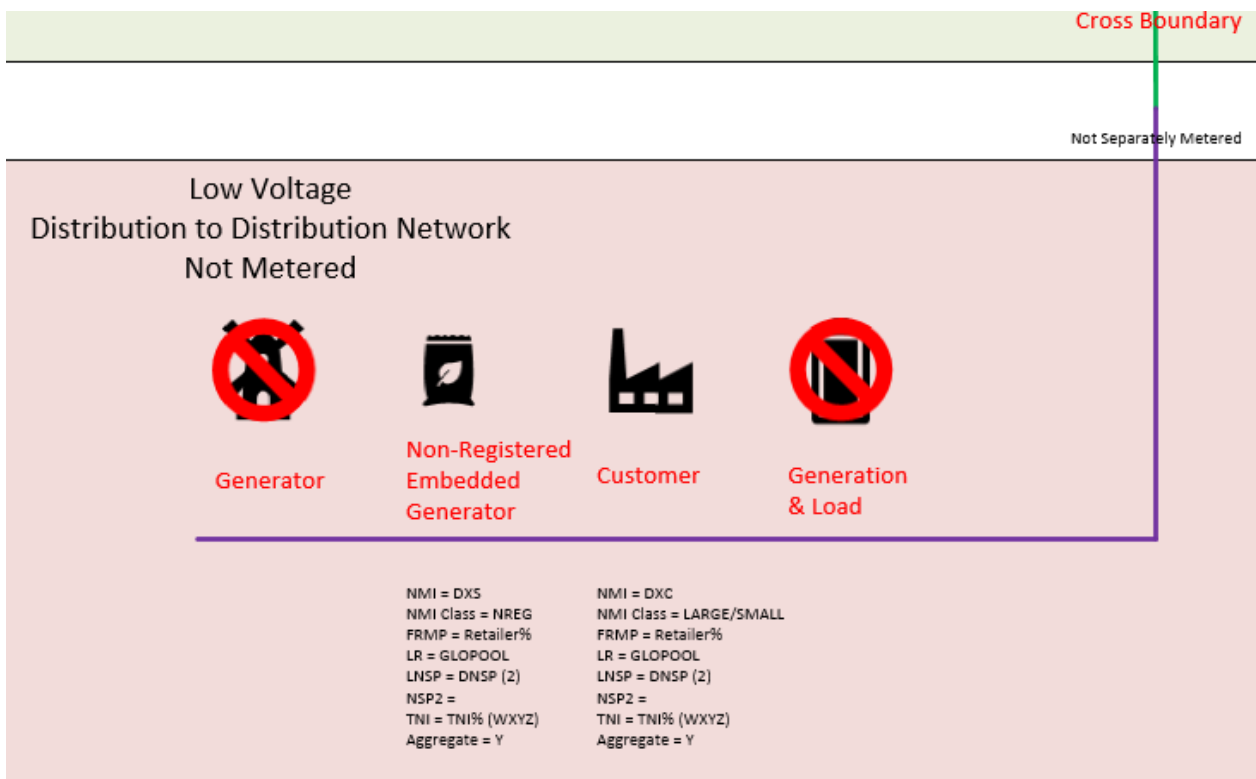 Cross Boundary
Not Separately Metered
Low Voltage
Distribution to Distribution Network
Not Metered
Generator
Non-Registered
Embedded
Generator
Customer
Generation
& Load
NMI = DXS
NMI Class = NREG
FRMP = Retailer%
LR = GLOPOOL
LNSP = DNSP (2)
NSP2 =
TNI = TNI% (WXYZ)
Aggregate = Y
NMI = DXC
NMI Class = LARGE/SMALL
FRMP = Retailer%
LR = GLOPOOL
LNSP = DNSP (2)
NSP2 =
TNI = TNI% (WXYZ)
Aggregate = Y